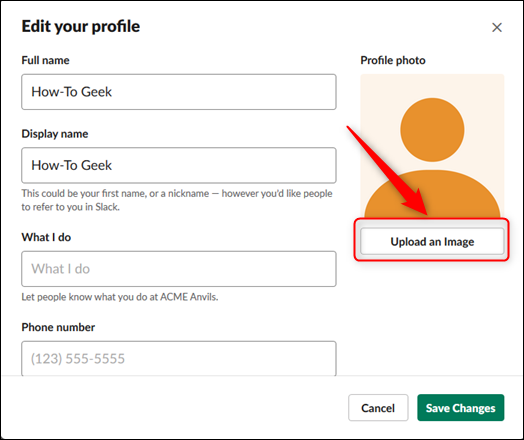 Edit your profile
Full name
How-To Geek
Display name
How-To Geek
This could be your first name, or a nickname — however you'd like people
to refer to you in Slack.
What I do
What I do
Let people know what you do at ACME Anvils.
Phone number
(123) 555-5555
Profile photo
Upload an Image
Cancel
Save Changes